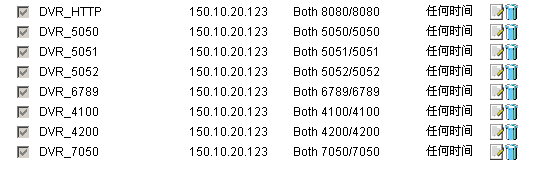 DVR_HTTP 150.10.20.123 Both 8080/8080 任何时间
DVR_5050 150.10.20.123 Both 5050/5050 任何时间
DVR_5051 150.10.20.123 Both 5051/5051 任何时间
DVR_5052 150.10.20.123 Both 5052/5052 任何时间
DVR_6789 150.10.20.123 Both 6789/6789 任何时间
DVR_4100 150.10.20.123 Both 4100/4100 任何时间
DVR_4200 150.10.20.123 Both 4200/4200 任何时间
DVR_7050 150.10.20.123 Both 7050/7050 任何时间